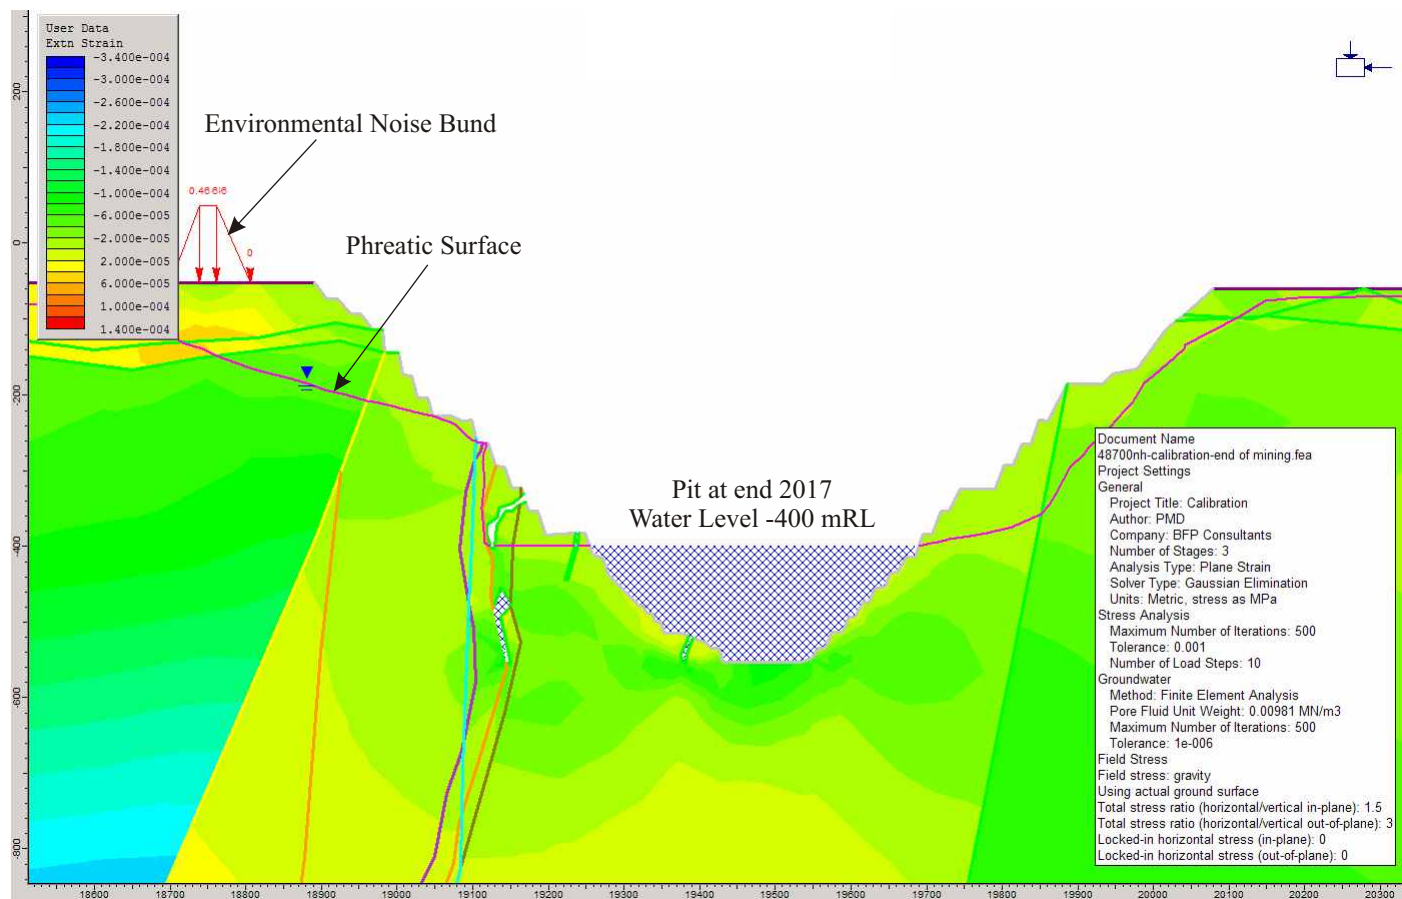 User Data
Extn Strain
-3.400e-004
-3.000e-004
-2.600e-004
-2.200e-004
-1.800e-004
-1.400e-004
-1.000e-004
-6.000e-005
-2.000e-005
2.000e-005
6.000e-005
1.000e-004
1.400e-004
Environmental Noise Bund
0
Phreatic Surface
Pit at end 2017
Water Level -400 mRL
Document Name
48700nh-calibration-end of mining.fea
Project Settings
General
Project Title: Calibration
Author: PMD
Company: BFP Consultants
Number of Stages: 3
Analysis Type: Plane Strain
Solver Type: Gaussian Elimination
Units: Metric, stress as MPa
Stress Analysis
Maximum Number of Iterations: 500
Tolerance: 0.001
Number of Load Steps: 10
Groundwater
Method: Finite Element Analysis
Pore Fluid Unit Weight: 0.00981 MN/m3
Maximum Number of Iterations: 500
Tolerance: 1e-006
Field Stress
Field stress: gravity
Using actual ground surface
Total stress ratio (horizontal/vertical in-plane): 1.5
Total stress ratio (horizontal/vertical out-of-plane): 3
Locked-in horizontal stress (in-plane): 0
Locked-in horizontal stress (out-of-plane): 0
200
0
-200
-400
-600
-800
18600 18700 18800 18900 19000 19100 19200 19300 19400 19500 19600 19700 19800 19900 20000 20100 20200 20300